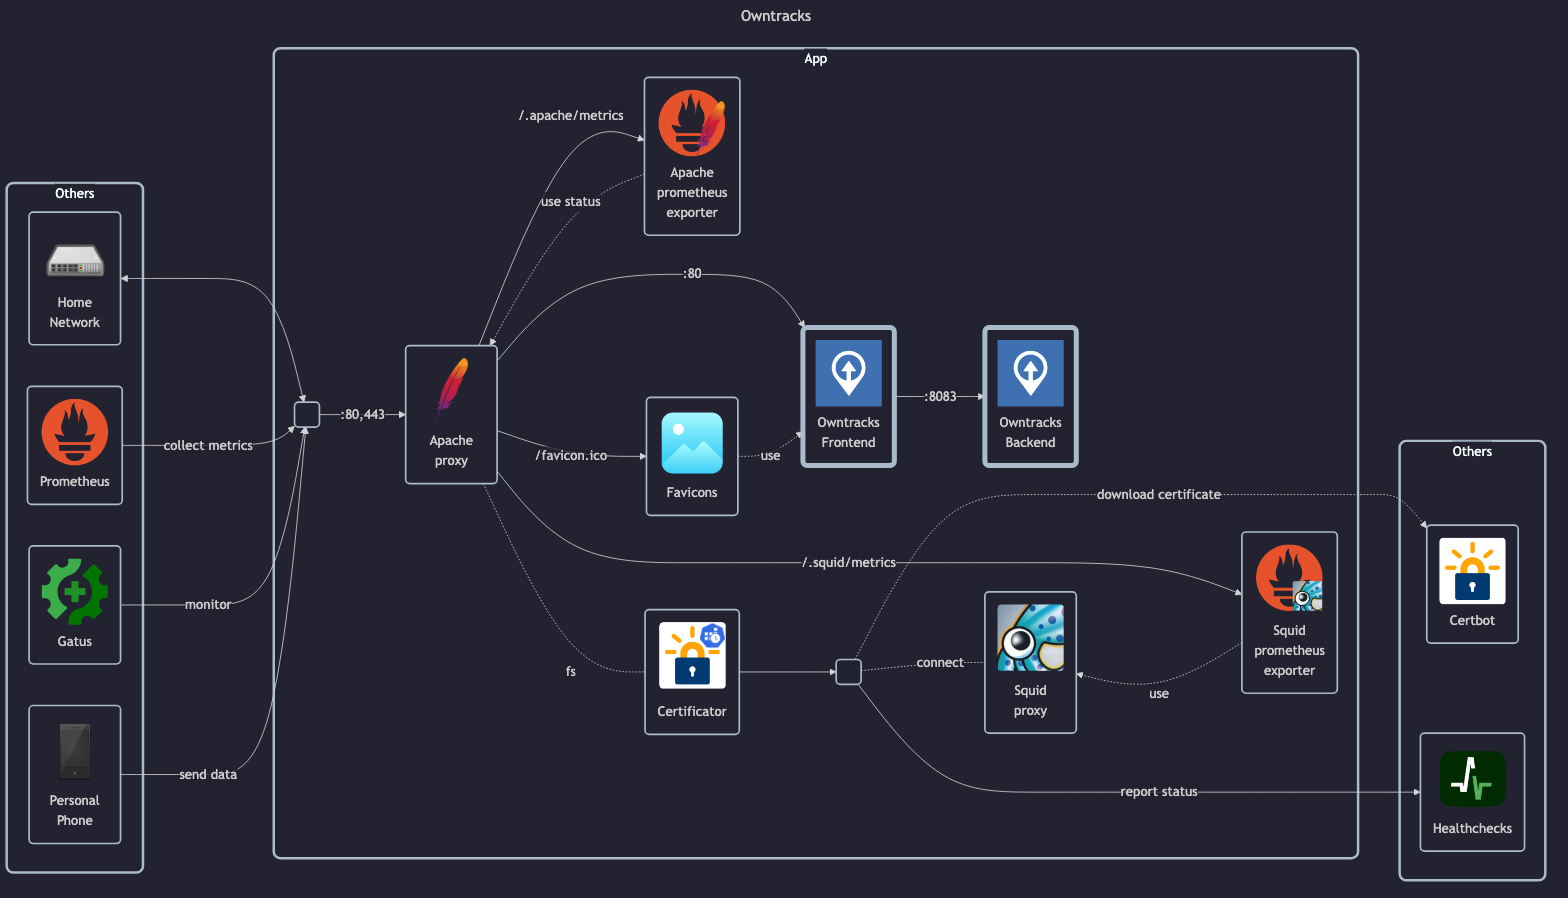 Owntracks
App
/.apache/metrics
Apache
prometheus
exporter
use status
Others
Home
Network
Prometheus
Gatus
Personal
Phone
collect metrics
monitor
send data
:80,443
Apache
proxy
:80
/favicon.ico
Favicons
use
Owntracks
Frontend
:8083
Owntracks
Backend
/.squid/metrics
fs
Certificator
connect
Squid
proxy
use
Squid
prometheus
exporter
download certificate
report status
Others
Certbot
Healthchecks